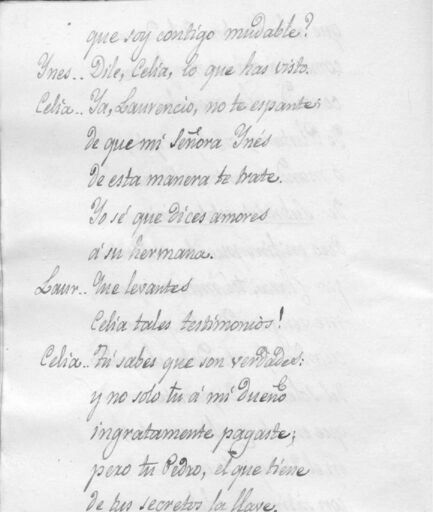 que soy contigo mudable?
Ynes.. Dile, Celia, lo que has visto.
Celia.. Ya, Laurencio, no te espantes
de que mi Señora Ynés
de esta manera te trate.
Yo sé que dices amores
á su hermana.
Laur.. Que levantes
Celia tales testimonios!
Celia.. Tú sabes que son verdades:
y no solo tu á mi dueño
ingratamente pagaste;
pero tu Pedro, el que tiene
de tus secretos la llave,